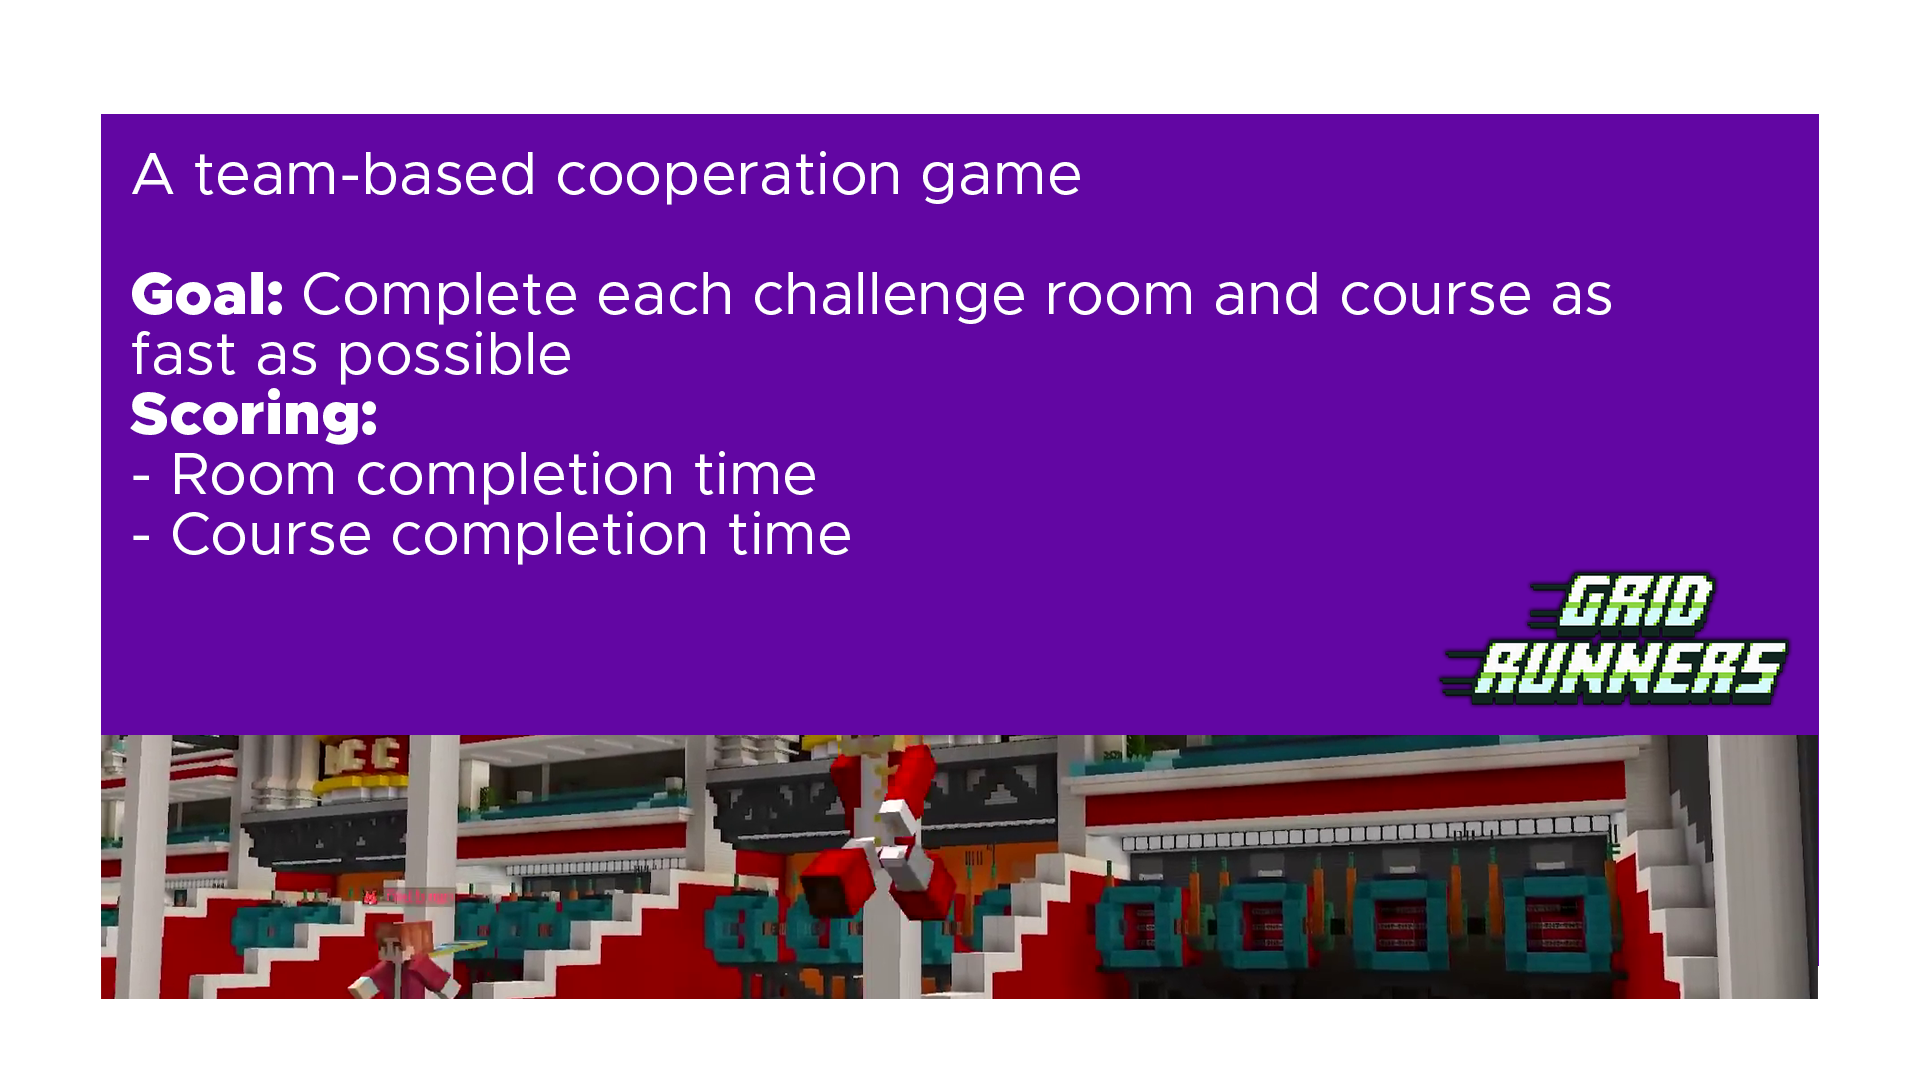 A team-based cooperation game
Goal: Complete each challenge room and course as
fast as possible
Scoring:
- Room completion time
- Course completion time
GRID
RUNNERS